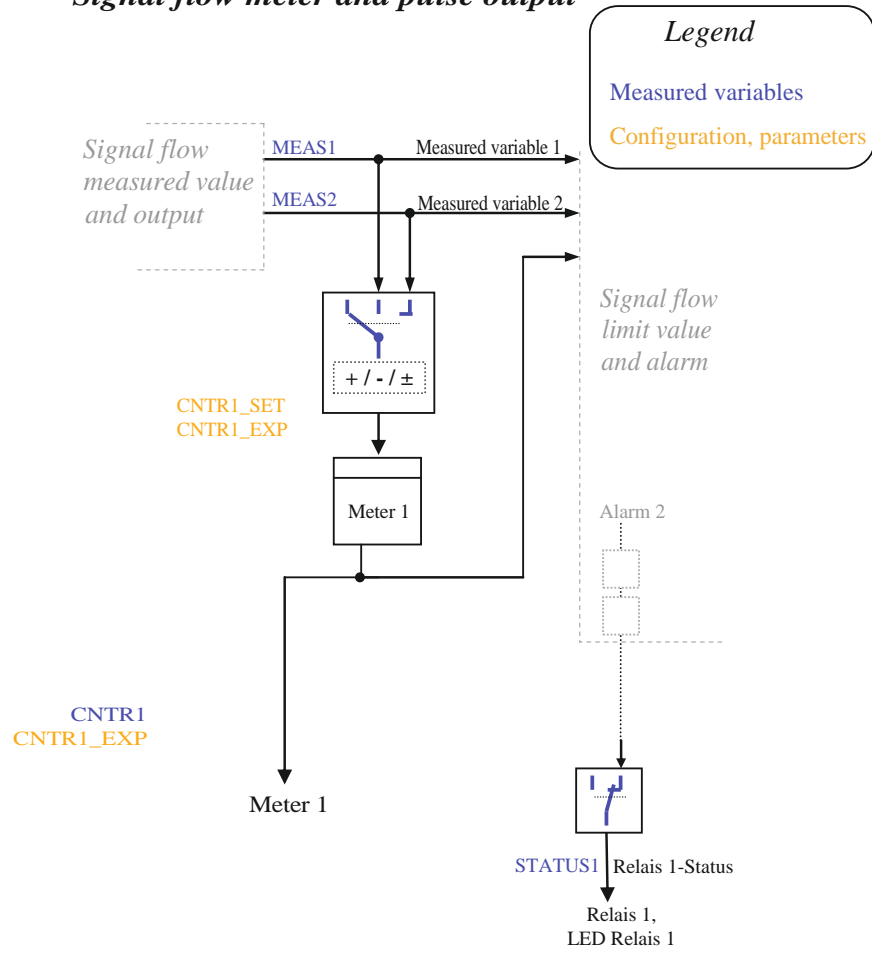 Signal flow meter and pulse output
Legend
Measured variables
Configuration, parameters
Signal flow
measured value
and output
MEAS1
Measured variable 1
MEAS2
Measured variable 2
Signal flow
limit value
and alarm
+ / - / ±
CNTR1_SET
CNTR1_EXP
Meter 1
Alarm 2
CNTR1
CNTR1_EXP
Meter 1
STATUS1
Relais 1-Status
Relais 1,
LED Relais 1